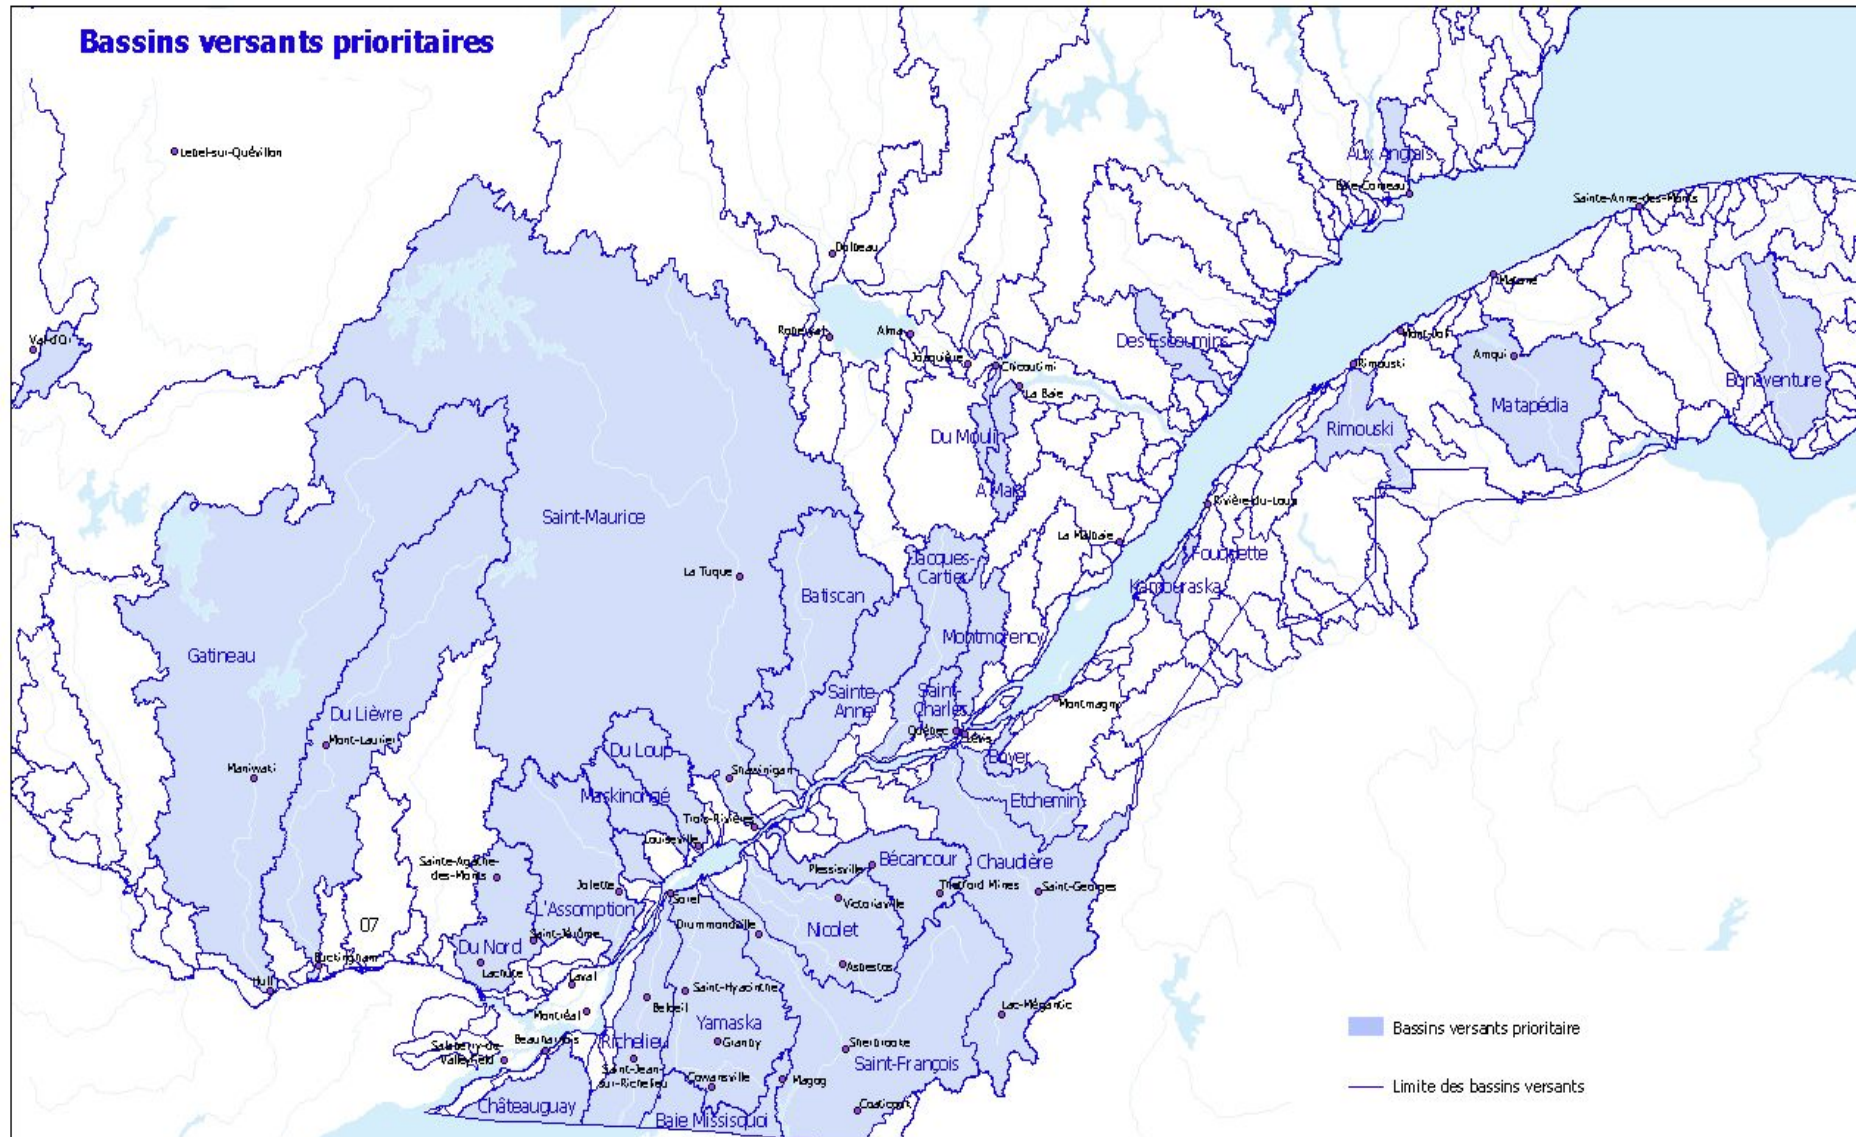 Bassins versants prioritaires
Lebel-sur-Quévillon
Aux Anglais
Baie-Comeau
Sainte-Anne-des-Monts
Dolbeau
Matane
Val-d'Or
Roberval
Alma
Jonquière
Chicoutimi
La Baie
Des Escoumins
Mont-Joli
Rimouski
Amqui
Bonaventure
Matapédia
Rimouski
Du Moulin
À Mars
Rivière-du-Loup
Saint-Maurice
La Malbaie
Fouquette
Jacques-
Cartier
La Tuque
Kamouraska
Batiscan
Montmorency
Gatineau
Sainte-
Anne
Saint-
Charles
Montmagny
Du Lièvre
Mont-Laurier
Québec
Lévis
Du Loup
Boyer
Maniwaki
Shawinigan
Maskinongé
Etchemin
Trois-Rivières
Louiseville
Bécancour
Chaudière
Plessisville
Sainte-Agathe-
des-Monts
Joliette
Thetford Mines
Saint-Georges
Sorel
Victoriaville
L'Assomption
07
Drummondville
Nicolet
Saint-Jérôme
Du Nord
Buckingham
Lachute
Asbestos
Hull
Laval
Saint-Hyacinthe
Beloeil
Lac-Mégantic
Montréal
Yamaska
Bassins versants prioritaire
Beauharnois
Richelieu
Granby
Sherbrooke
Salaberry-de-
Valleyfield
Saint-François
Saint-Jean-
sur-Richelieu
Cowansville
Magog
Limite des bassins versants
Châteauguay
Coaticook
Baie Missisquoi